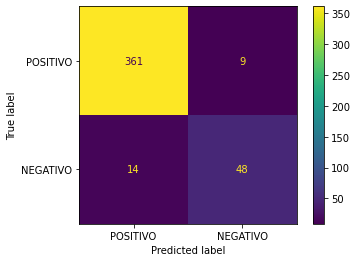 POSITIVO
NEGATIVO
True label
361
9
14
48
POSITIVO
NEGATIVO
Predicted label
350
300
250
200
150
100
50